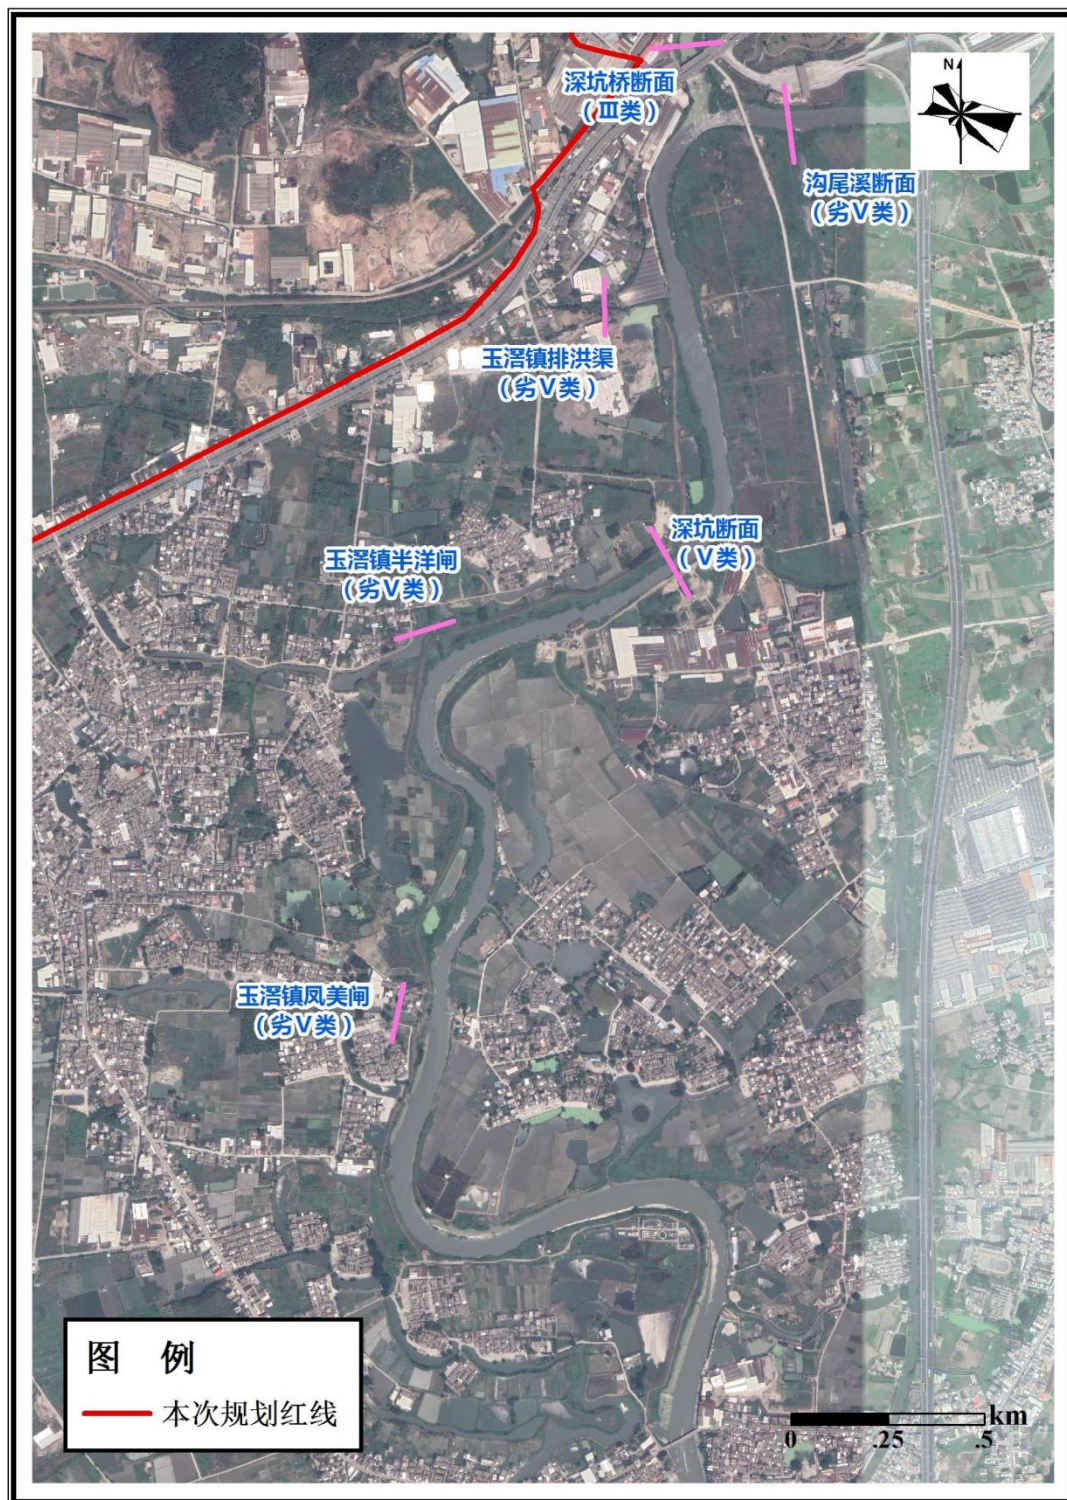 N
深坑桥断面
（Ⅲ类）
沟尾溪断面
（劣Ⅴ类）
玉滘镇排洪渠
（劣Ⅴ类）
深坑断面
（Ⅴ类）
玉滘镇半洋闸
（劣Ⅴ类）
玉滘镇凤美闸
（劣Ⅴ类）
图 例
本次规划红线
km
0 .25 .5